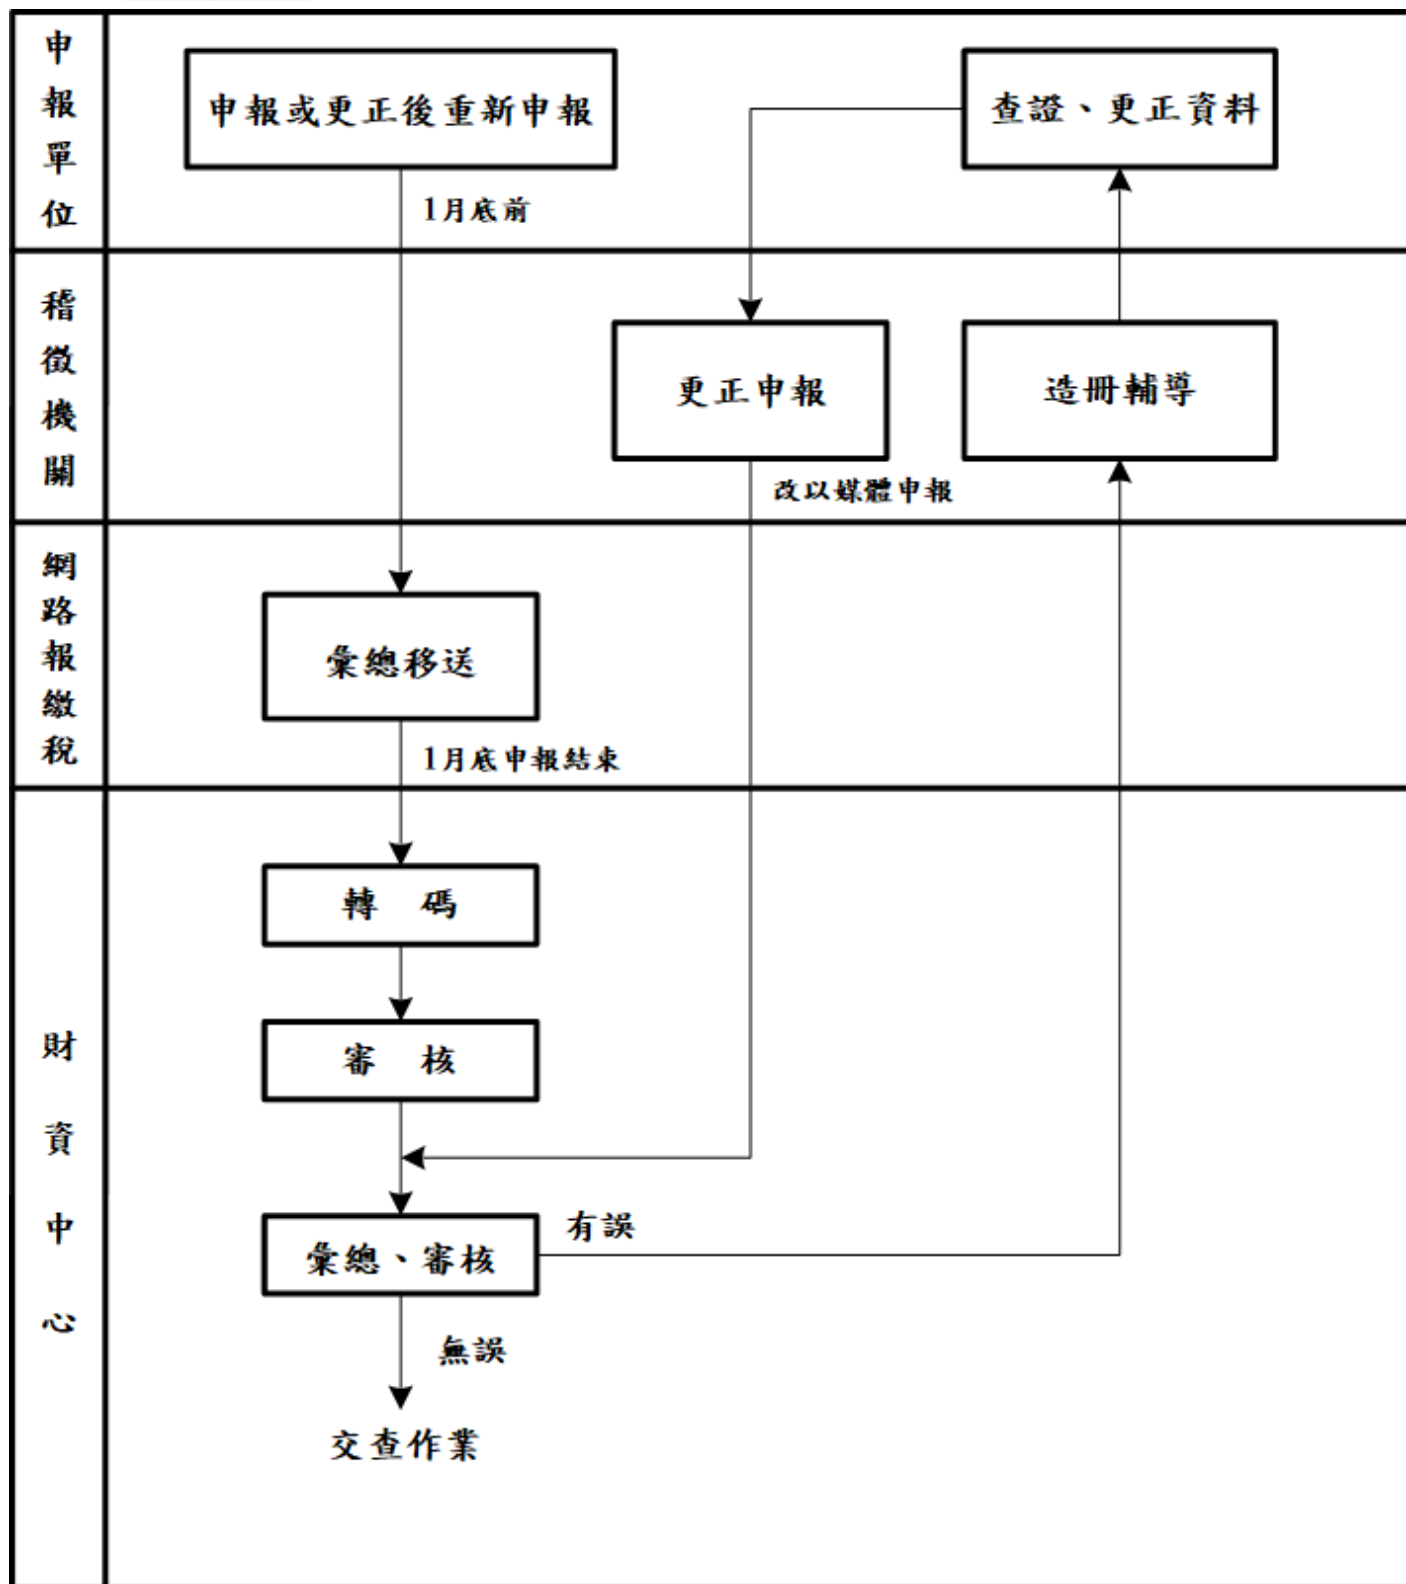 申報單位
申報或更正後重新申報
查證、更正資料
1月底前
稽徵機關
更正申報
造冊輔導
改以媒體申報
網路報繳稅
彙總移送
1月底申報結束
財資中心
轉 碼
審 核
彙總、審核
有誤
無誤
交查作業